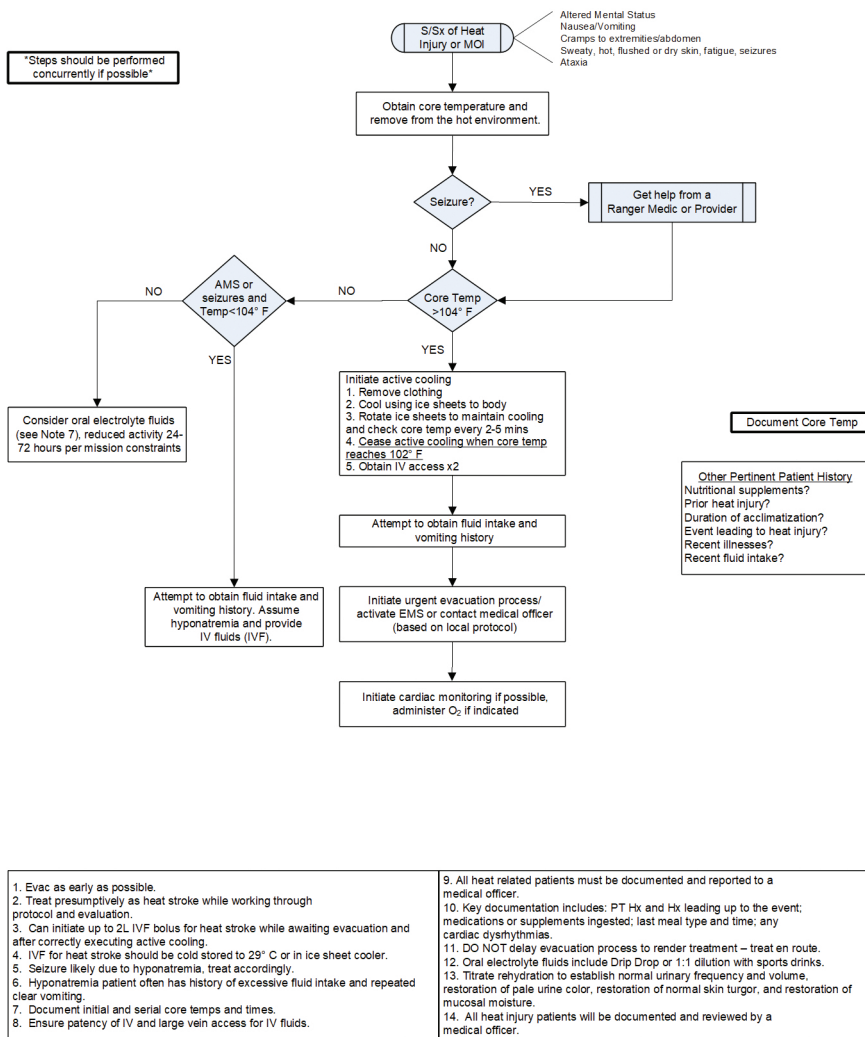 S/Sx of Heat
Injury or MOI
Altered Mental Status
Nausea/Vomiting
Cramps to extremities/abdomen
Sweaty, hot, flushed or dry skin, fatigue, seizures
Ataxia
*Steps should be performed
concurrently if possible*
Obtain core temperature and
remove from the hot environment.
Seizure?
YES
Get help from a
Ranger Medic or Provider
NO
Core Temp
>104° F
NO
AMS or
seizures and
Temp<104° F
NO
YES
YES
Consider oral electrolyte fluids
(see Note 7), reduced activity 24-
72 hours per mission constraints
Initiate active cooling
1. Remove clothing
2. Cool using ice sheets to body
3. Rotate ice sheets to maintain cooling
and check core temp every 2-5 mins
4. Cease active cooling when core temp
reaches 102° F
5. Obtain IV access x2
Document Core Temp
Other Pertinent Patient History
Nutritional supplements?
Prior heat injury?
Duration of acclimatization?
Event leading to heat injury?
Recent illnesses?
Recent fluid intake?
Attempt to obtain fluid intake and
vomiting history
Attempt to obtain fluid intake and
vomiting history. Assume
hyponatremia and provide
IV fluids (IVF).
Initiate urgent evacuation process/
activate EMS or contact medical officer
(based on local protocol)
Initiate cardiac monitoring if possible,
administer O₂ if indicated
1. Evac as early as possible.
2. Treat presumptively as heat stroke while working through
protocol and evaluation.
3. Can initiate up to 2L IVF bolus for heat stroke while awaiting evacuation and
after correctly executing active cooling.
4. IVF for heat stroke should be cold stored to 29° C or in ice sheet cooler.
5. Seizure likely due to hyponatremia, treat accordingly.
6. Hyponatremia patient often has history of excessive fluid intake and repeated
clear vomiting.
7. Document initial and serial core temps and times.
8. Ensure patency of IV and large vein access for IV fluids.
9. All heat related patients must be documented and reported to a
medical officer.
10. Key documentation includes: PT Hx and Hx leading up to the event;
medications or supplements ingested; last meal type and time; any
cardiac dysrhythmias.
11. DO NOT delay evacuation process to render treatment – treat en route.
12. Oral electrolyte fluids include Drip Drop or 1:1 dilution with sports drinks.
13. Titrate rehydration to establish normal urinary frequency and volume,
restoration of pale urine color, restoration of normal skin turgor, and restoration of
mucosal moisture.
14. All heat injury patients will be documented and reviewed by a
medical officer.